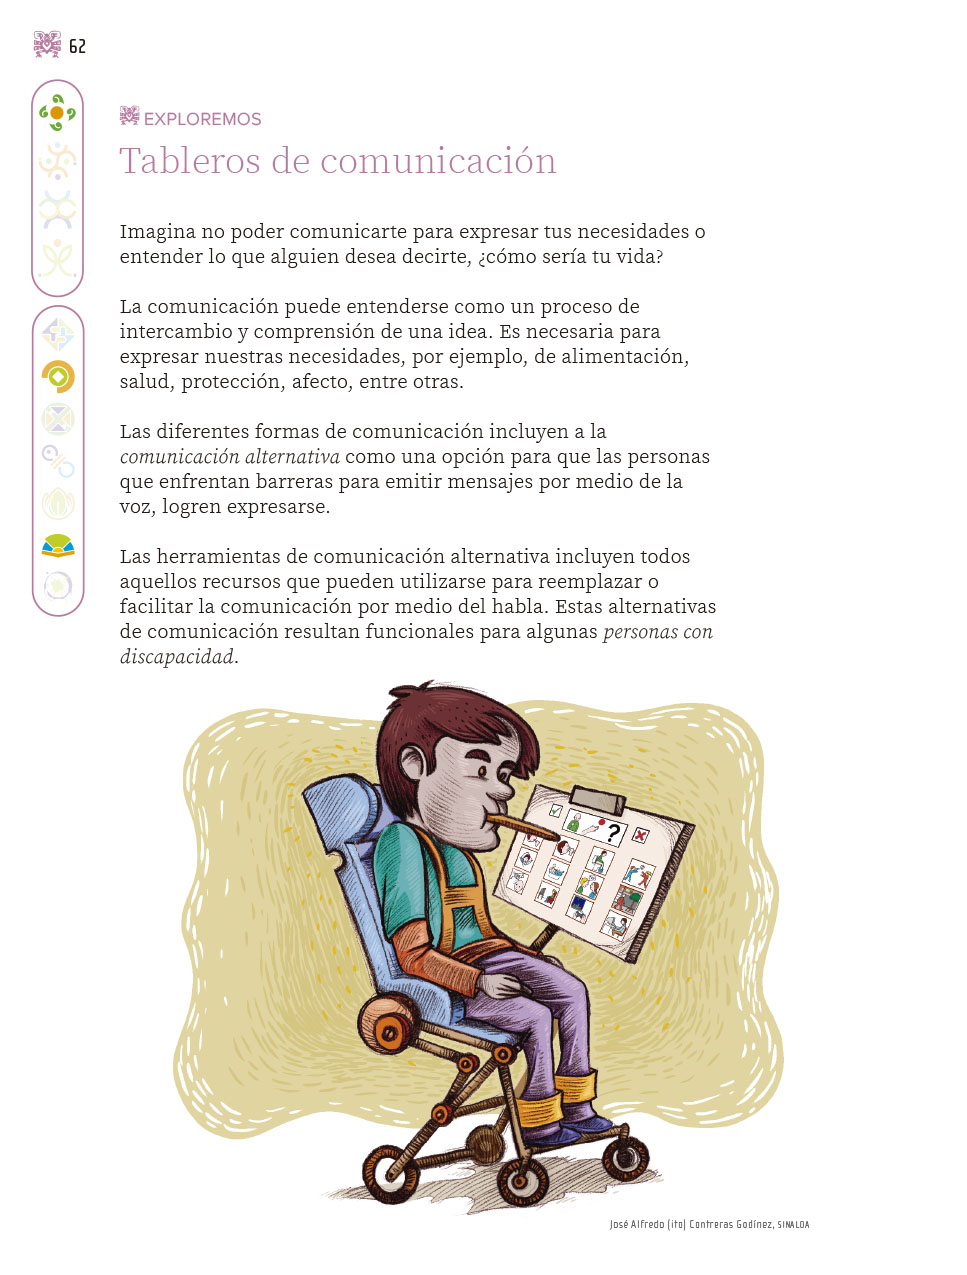 62
EXPLOREMOS
Tableros de comunicación
Imagina no poder comunicarte para expresar tus necesidades o
entender lo que alguien desea decirte, ¿cómo sería tu vida?
La comunicación puede entenderse como un proceso de
intercambio y comprensión de una idea. Es necesaria para
expresar nuestras necesidades, por ejemplo, de alimentación,
salud, protección, afecto, entre otras.
Las diferentes formas de comunicación incluyen a la
comunicación alternativa como una opción para que las personas
que enfrentan barreras para emitir mensajes por medio de la
voz, logren expresarse.
Las herramientas de comunicación alternativa incluyen todos
aquellos recursos que pueden utilizarse para reemplazar o
facilitar la comunicación por medio del habla. Estas alternativas
de comunicación resultan funcionales para algunas personas con
discapacidad.
?
José Alfredo (ito) Contreras Godínez, SINALOA